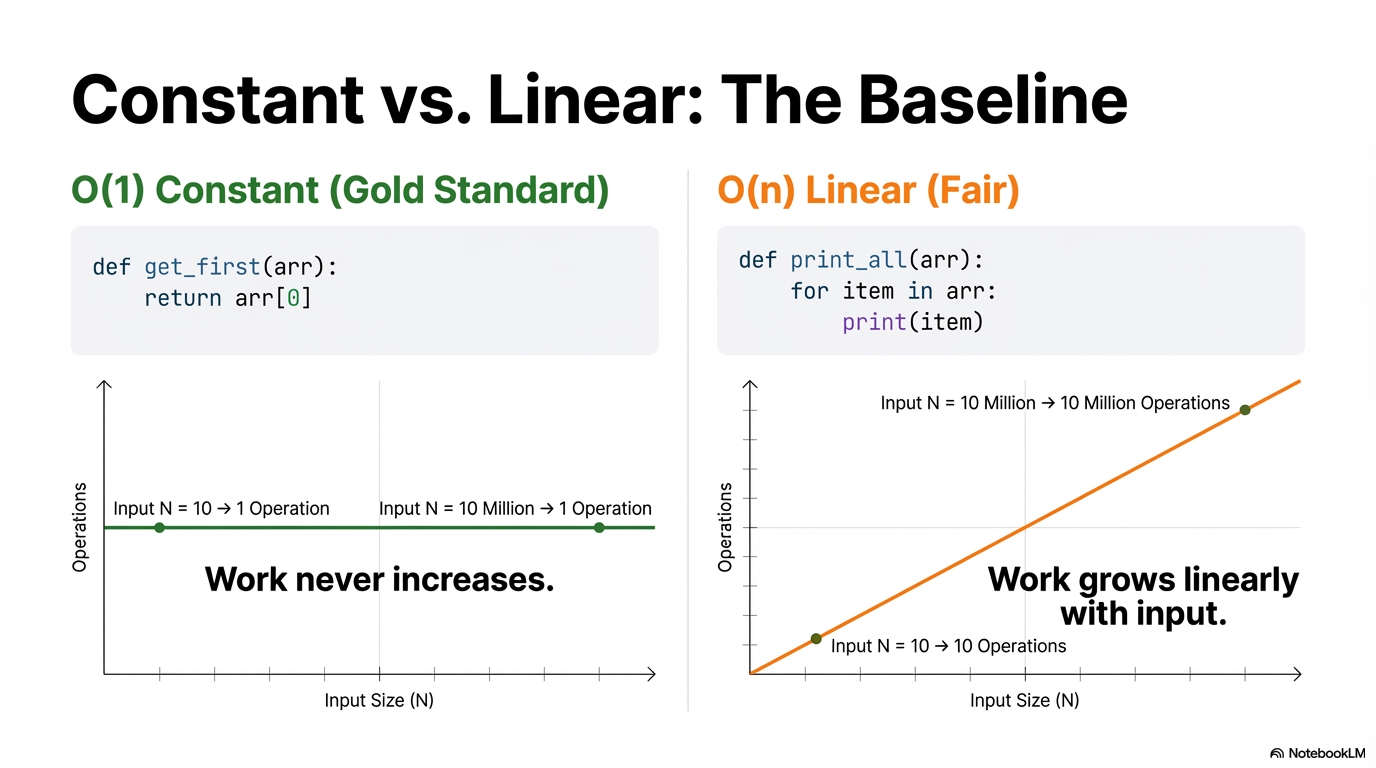 Constant vs. Linear: The Baseline
O(1) Constant (Gold Standard)
def get_first(arr):
    return arr[0]
Operations
Input N = 10 → 1 Operation
Input N = 10 Million → 1 Operation
Work never increases.
Input Size (N)
O(n) Linear (Fair)
def print_all(arr):
    for item in arr:
        print(item)
Operations
Input N = 10 Million → 10 Million Operations
Work grows linearly
with input.
Input N = 10 → 10 Operations
Input Size (N)
NotebookLM